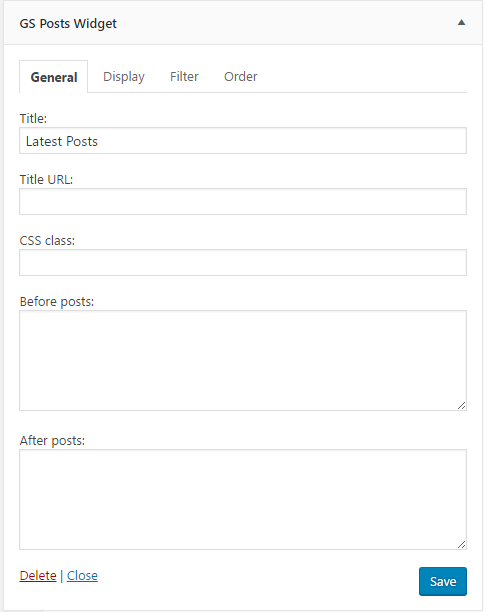 GS Posts Widget
General Display Filter Order
Title:
Latest Posts
Title URL:
CSS class:
Before posts:
After posts:
Delete | Close
Save